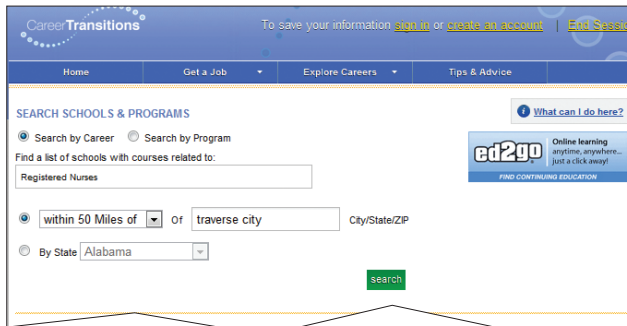 CareerTransitions
To save your information sign in or create an account | End Sessio
Home Get a Job Explore Careers Tips & Advice
SEARCH SCHOOLS & PROGRAMS
What can I do here?
Search by Career Search by Program
Find a list of schools with courses related to:
Registered Nurses
ed2go Online learning
anytime, anywhere...
just a click away!
FIND CONTINUING EDUCATION
within 50 Miles of Of traverse city City/State/ZIP
By State Alabama
search